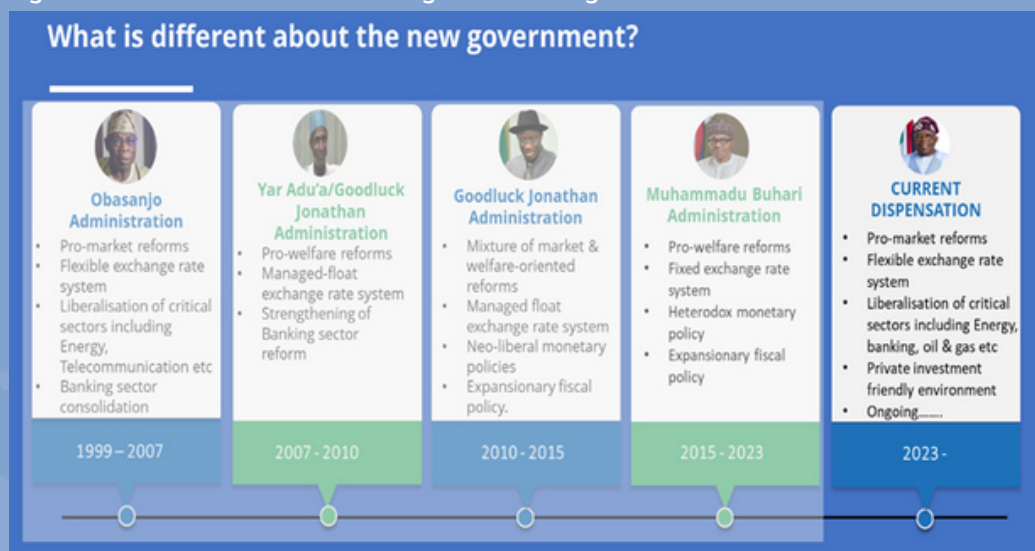 What is different about the new government?
Obasanjo
Administration
• Pro-market reforms
• Flexible exchange rate
system
• Liberalisation of critical
sectors including
Energy,
Telecommunication etc
• Banking sector
consolidation
1999 – 2007
Yar Adu'a/Goodluck
Jonathan
Administration
• Pro-welfare reforms
• Managed-float
exchange rate system
• Strengthening of
Banking sector
reform
2007 - 2010
Goodluck Jonathan
Administration
• Mixture of market &
welfare-oriented
reforms
• Managed float
exchange rate system
• Neo-liberal monetary
policies
• Expansionary fiscal
policy.
2010 - 2015
Muhammadu Buhari
Administration
• Pro-welfare reforms
• Fixed exchange rate
system
• Heterodox monetary
policy
• Expansionary fiscal
policy
2015 - 2023
CURRENT
DISPENSATION
• Pro-market reforms
• Flexible exchange rate
system
• Liberalisation of critical
sectors including Energy,
banking, oil & gas etc
• Private investment
friendly environment
• Ongoing.......
2023 -